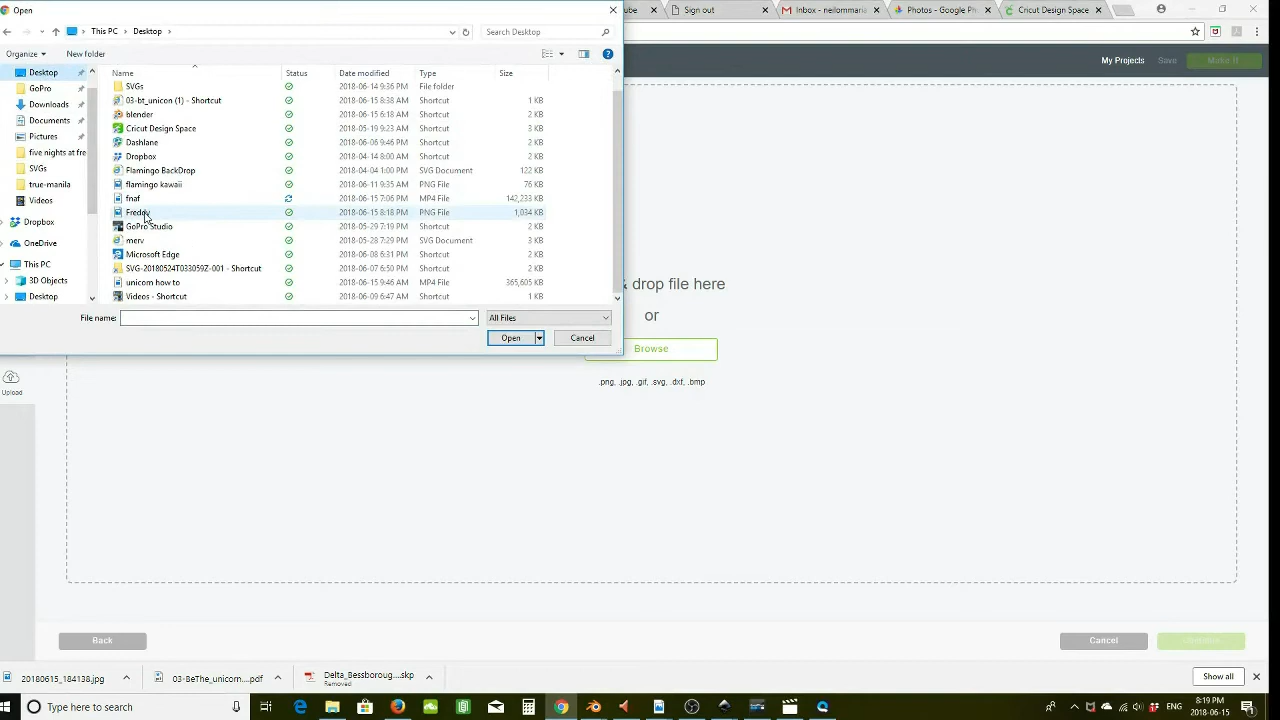 Open
ube
Sign out
Inbox - neilommaria
Photos - Google Ph
Cricut Design Space
This PC > Desktop >
Search Desktop
Organize
New folder
My Projects
Save
Make It
Desktop
GoPro
Downloads
Documents
Pictures
five nights at fre
SVGs
true-manila
Videos
Dropbox
OneDrive
This PC
3D Objects
Desktop
Name Status Date modified Type Size
SVGs 2018-06-14 9:36 PM File folder
03-bt_unicon (1) - Shortcut 2018-06-15 8:38 AM Shortcut 1 KB
blender 2018-06-15 6:18 AM Shortcut 2 KB
Cricut Design Space 2018-05-19 9:23 AM Shortcut 3 KB
Dashlane 2018-06-06 9:46 PM Shortcut 2 KB
Dropbox 2018-04-14 8:00 AM Shortcut 2 KB
Flamingo BackDrop 2018-04-04 1:00 PM SVG Document 122 KB
flamingo kawaii 2018-06-11 9:35 AM PNG File 76 KB
fnaf 2018-06-15 7:06 PM MP4 File 142,233 KB
Freddy 2018-06-15 8:18 PM PNG File 1,034 KB
GoPro Studio 2018-05-29 7:19 PM Shortcut 2 KB
merv 2018-05-28 7:29 PM SVG Document 3 KB
Microsoft Edge 2018-06-08 6:31 PM Shortcut 2 KB
SVG-20180524T033059Z-001 - Shortcut 2018-06-07 6:50 PM Shortcut 2 KB
unicorn how to 2018-06-15 9:46 AM MP4 File 365,605 KB
Videos - Shortcut 2018-06-09 6:47 AM Shortcut 1 KB
File name:
All Files
Open
Cancel
& drop file here
or
Browse
.png, .jpg, .gif, .svg, .dxf, .bmp
Upload
Back
Cancel
Continue
20180615_184138.jpg
03-BeThe_unicorn....pdf
Delta_Bessboroug....skp
Removed
Show all
Type here to search
ENG
8:19 PM
2018-06-15